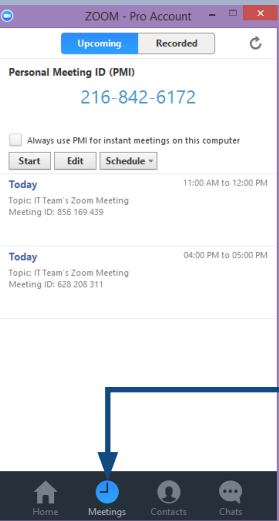 ZOOM - Pro Account
Upcoming Recorded
Personal Meeting ID (PMI)
216-842-6172
Always use PMI for instant meetings on this computer
Start Edit Schedule
Today 11:00 AM to 12:00 PM
Topic: IT Team's Zoom Meeting
Meeting ID: 856 169 439
Today 04:00 PM to 05:00 PM
Topic: IT Team's Zoom Meeting
Meeting ID: 628 208 311
Home Meetings Contacts Chats